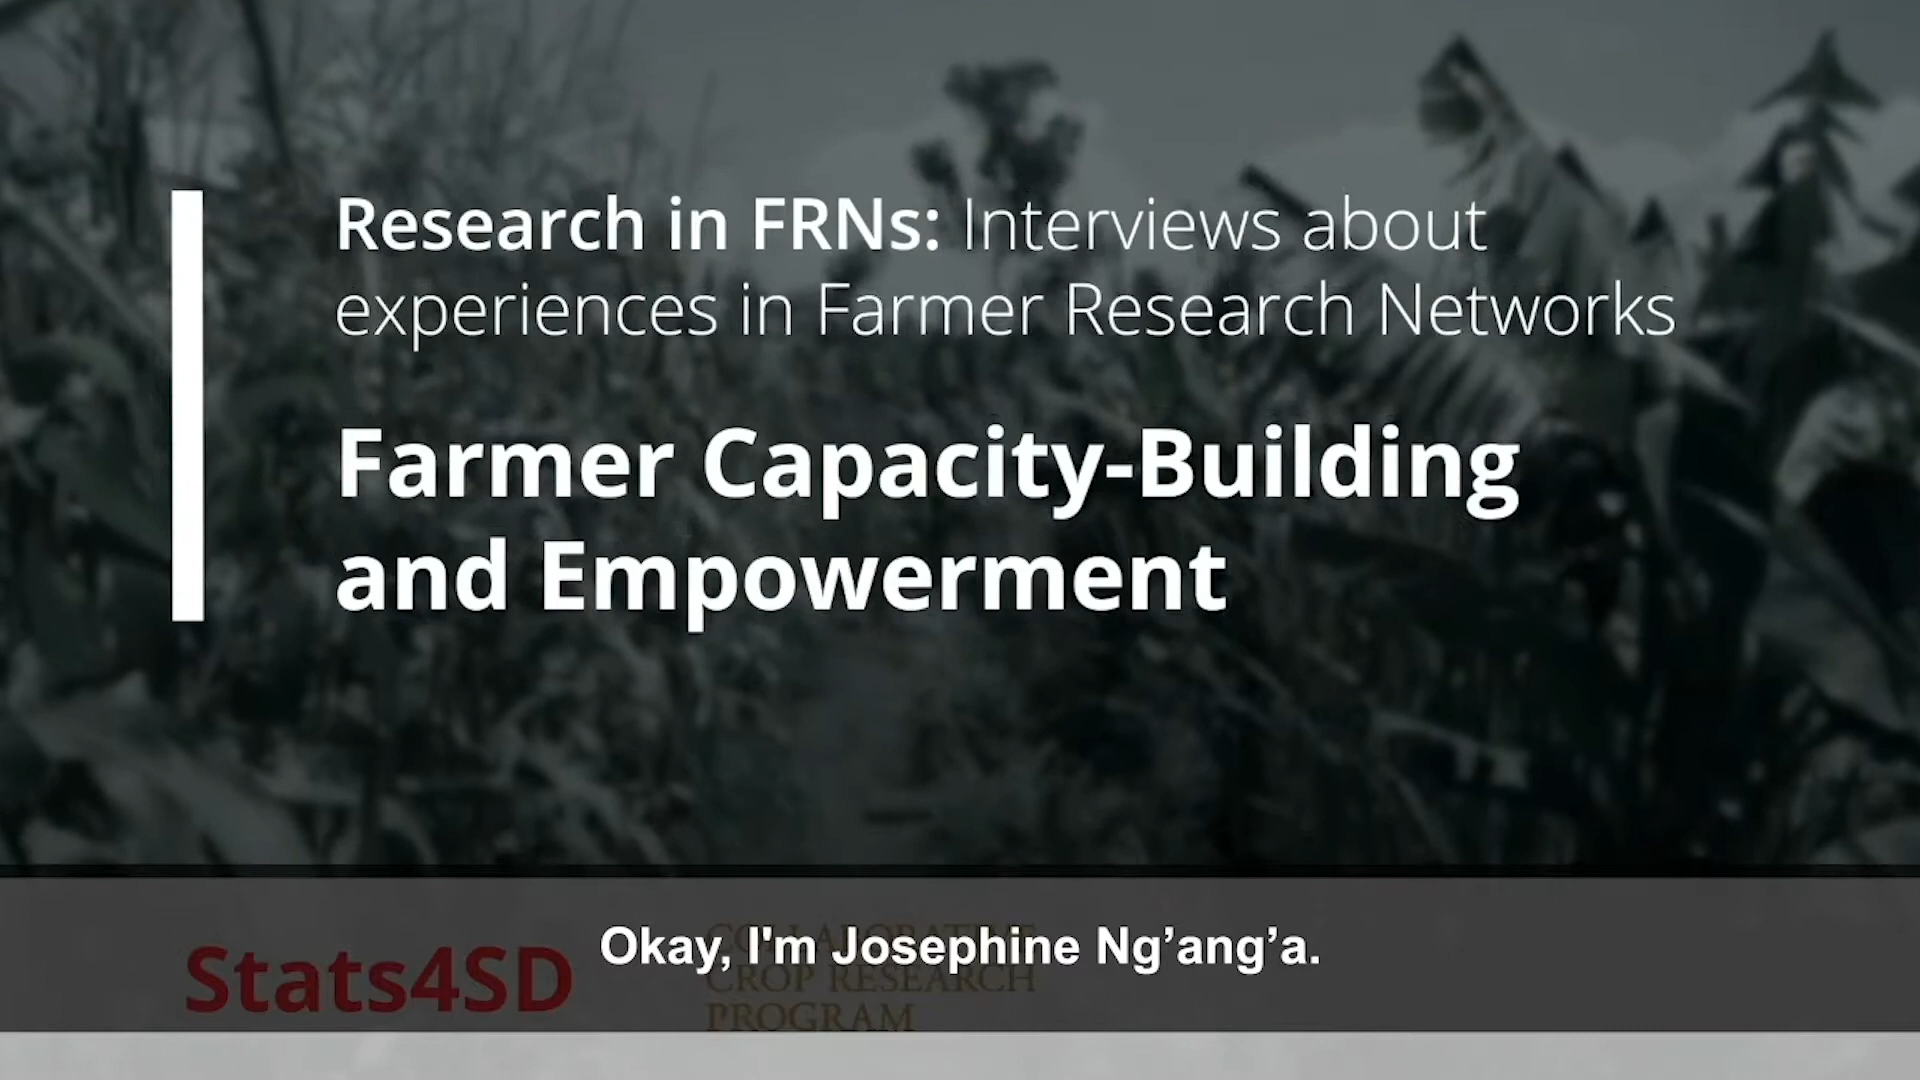 Research in FRNs: Interviews about
experiences in Farmer Research Networks
Farmer Capacity-Building
and Empowerment
Okay, I'm Josephine Ng’ang’a.
Stats4SD
COLLABORATIVE
CROP RESEARCH
PROGRAM